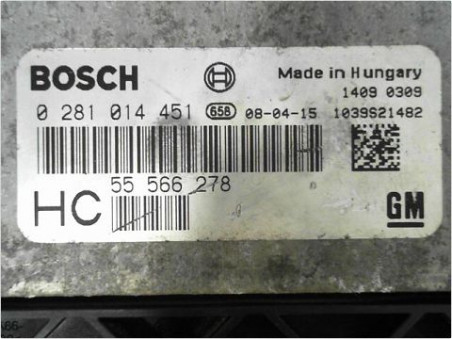 BOSCH Made in Hungary
1409 0309
0 281 014 451 658 08-04-15 1039S21482
55 566 278
HC GM
A66-